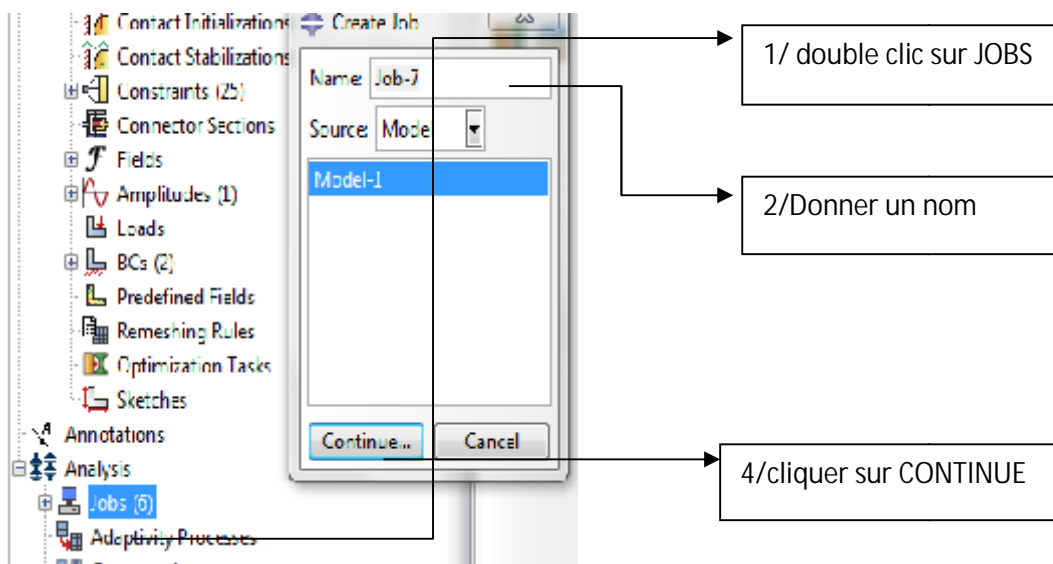 Contact Initializations
Contact Stabilizations
Constraints (25)
Connector Sections
Fields
Amplitudes (1)
Loads
BCs (2)
Predefined Fields
Remeshing Rules
Optimization Tasks
Sketches
Annotations
Analysis
Jobs (6)
Adaptivity Processes
Create Job
Name: Job-7
Source: Model
Model-1
Continue... Cancel
1/ double clic sur JOBS
2/Donner un nom
4/cliquer sur CONTINUE